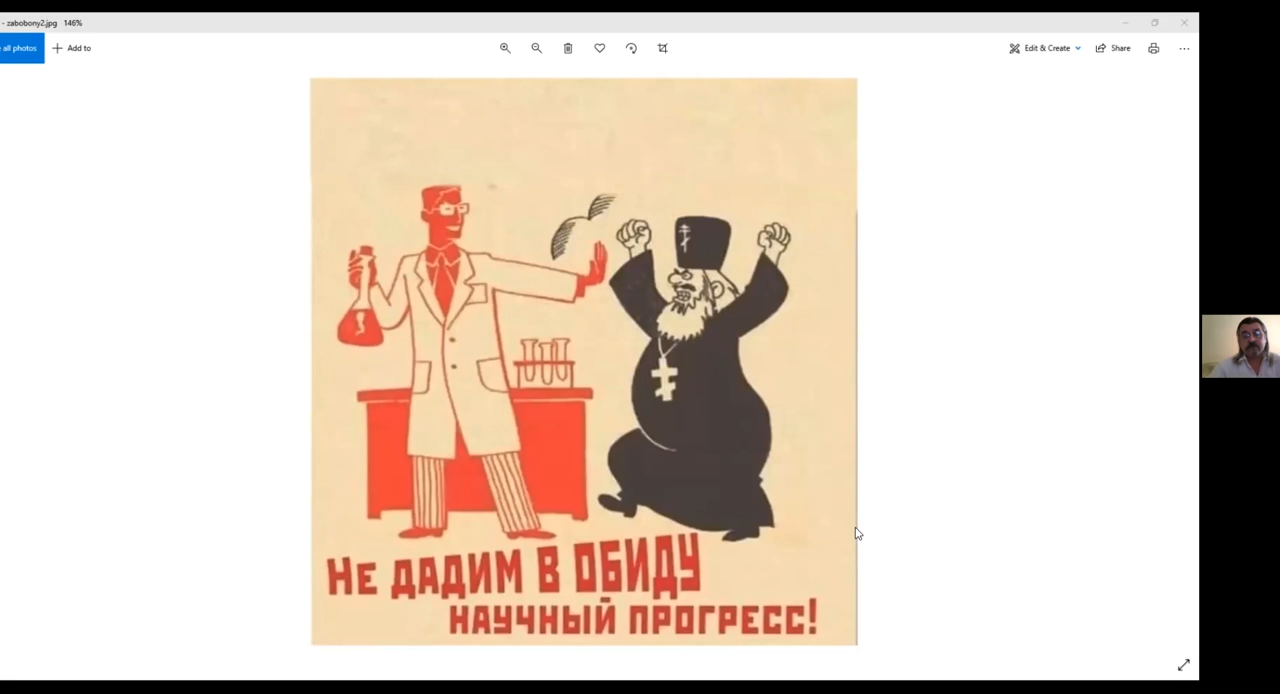 - zabobony2.jpg 146%
all photos
Add to
Edit & Create
Share
НЕ ДАДИМ В ОБИДУ
НАУЧНЫЙ ПРОГРЕСС!